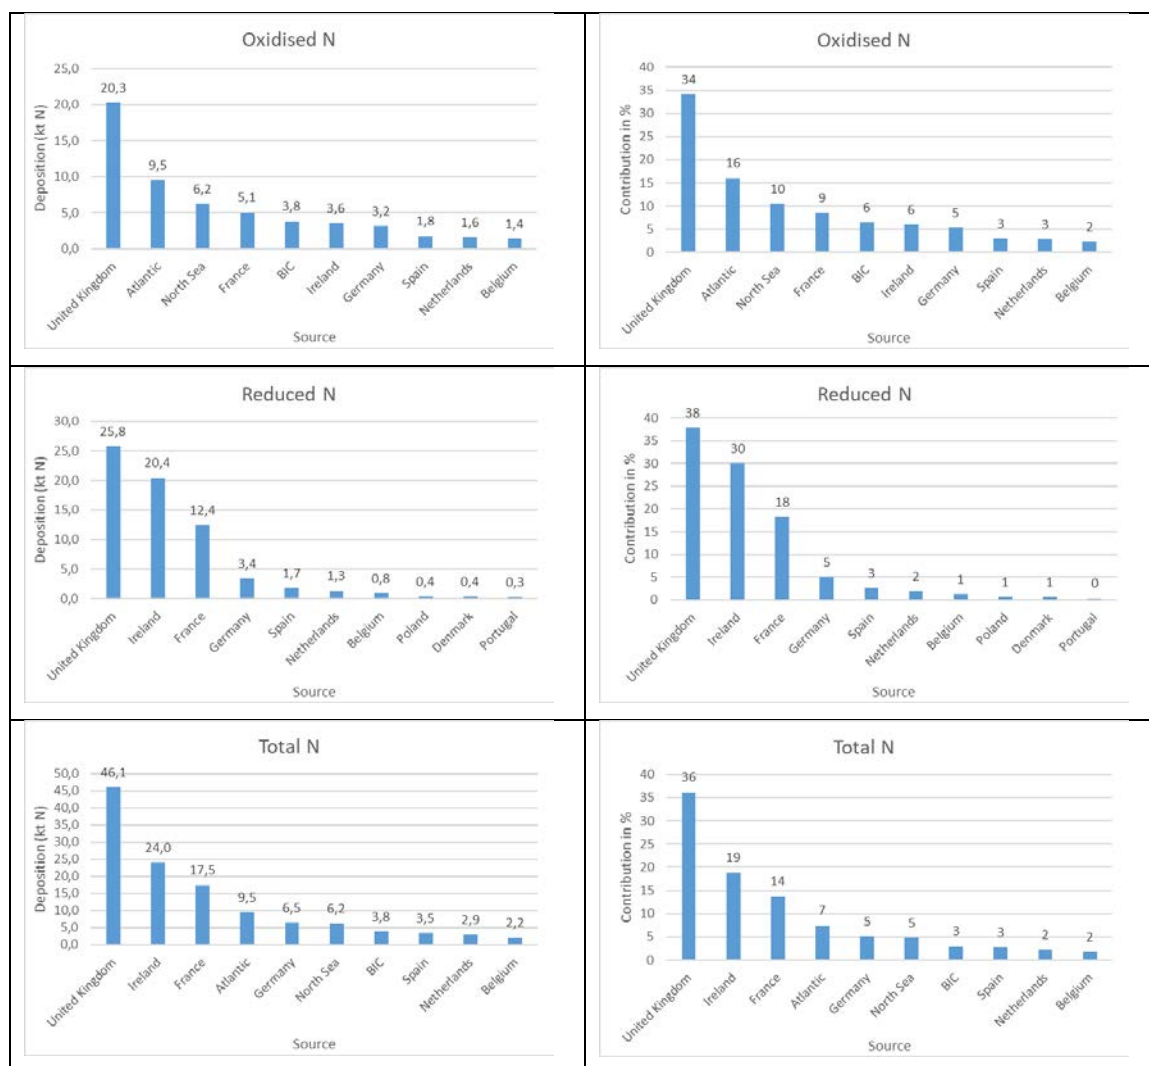 Oxidised N
Deposition (kt N)
25,0
20,0
15,0
10,0
5,0
0,0
20,3
9,5
6,2
5,1
3,8
3,6
3,2
1,8
1,6
1,4
United Kingdom
Atlantic
North Sea
France
BIC
Ireland
Germany
Spain
Netherlands
Belgium
Source
Oxidised N
Contribution in %
40
35
30
25
20
15
10
5
0
34
16
10
9
6
6
5
3
3
2
United Kingdom
Atlantic
North Sea
France
BIC
Ireland
Germany
Spain
Netherlands
Belgium
Source
Reduced N
Deposition (kt N)
30,0
25,0
20,0
15,0
10,0
5,0
0,0
25,8
20,4
12,4
3,4
1,7
1,3
0,8
0,4
0,4
0,3
United Kingdom
Ireland
France
Germany
Spain
Netherlands
Belgium
Poland
Denmark
Portugal
Source
Reduced N
Contribution in %
40
35
30
25
20
15
10
5
0
38
30
18
5
3
2
1
1
1
0
United Kingdom
Ireland
France
Germany
Spain
Netherlands
Belgium
Poland
Denmark
Portugal
Source
Total N
Deposition (kt N)
50,0
45,0
40,0
35,0
30,0
25,0
20,0
15,0
10,0
5,0
0,0
46,1
24,0
17,5
9,5
6,5
6,2
3,8
3,5
2,9
2,2
United Kingdom
Ireland
France
Atlantic
Germany
North Sea
BIC
Spain
Netherlands
Belgium
Source
Total N
Contribution in %
40
35
30
25
20
15
10
5
0
36
19
14
7
5
5
3
3
2
2
United Kingdom
Ireland
France
Atlantic
Germany
North Sea
BIC
Spain
Netherlands
Belgium
Source